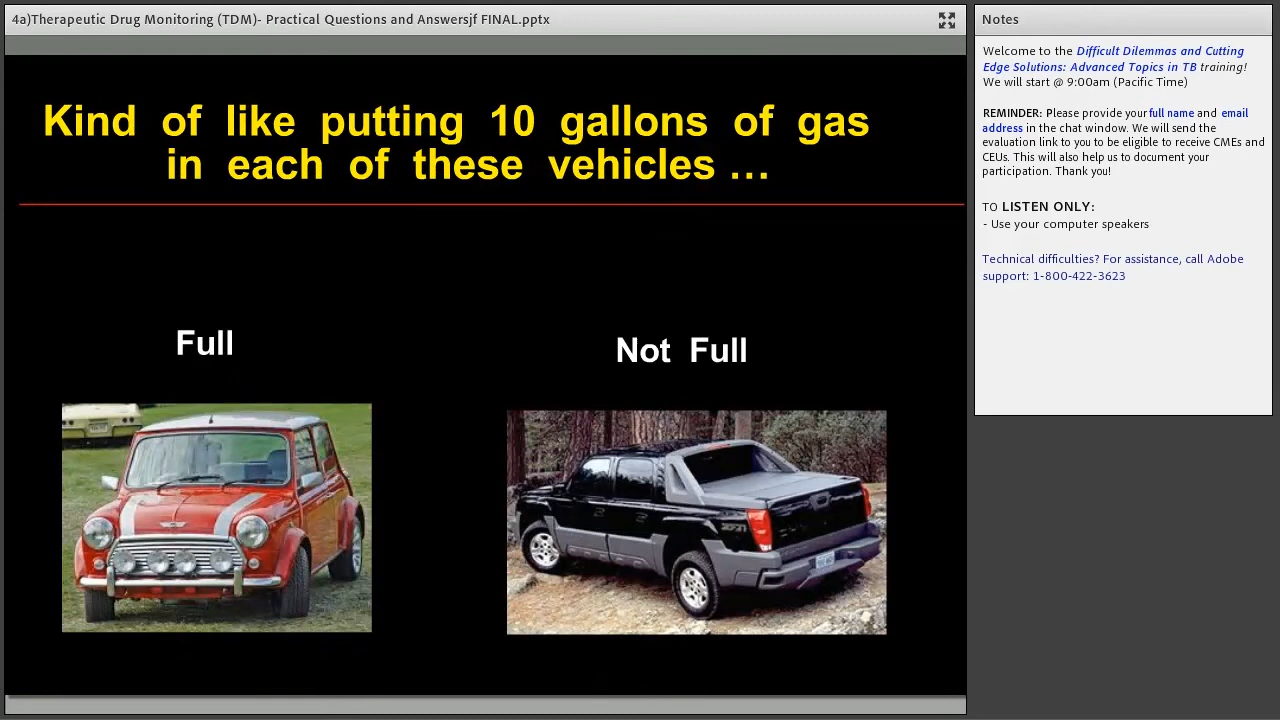 4a)Therapeutic Drug Monitoring (TDM)- Practical Questions and Answersjf FINAL.pptx
Kind of like putting 10 gallons of gas
in each of these vehicles …
Full
Not Full
Notes
Welcome to the Difficult Dilemmas and Cutting
Edge Solutions: Advanced Topics in TB training!
We will start @ 9:00am (Pacific Time)
REMINDER: Please provide your full name and email
address in the chat window. We will send the
evaluation link to you to be eligible to receive CMEs and
CEUs. This will also help us to document your
participation. Thank you!
TO LISTEN ONLY:
- Use your computer speakers
Technical difficulties? For assistance, call Adobe
support: 1-800-422-3623